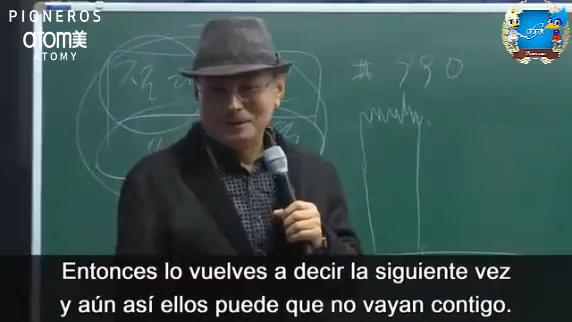 PIONEROS
atom美
ATOMY
# 990
Entonces lo vuelves a decir la siguiente vez
y aún así ellos puede que no vayan contigo.